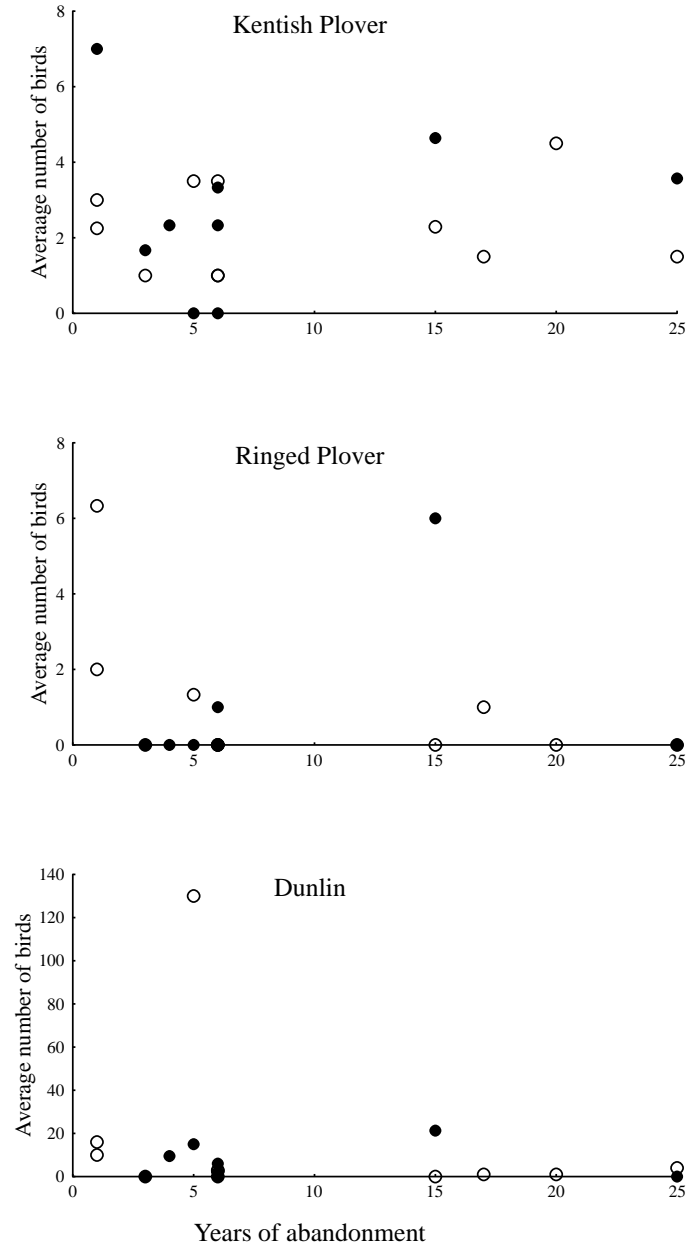 Kentish Plover
Averaage number of birds
8
6
4
2
0
0 5 10 15 20 25
Ringed Plover
Average number of birds
8
6
4
2
0
0 5 10 15 20 25
Dunlin
Average number of birds
140
120
100
80
60
40
20
0
0 5 10 15 20 25
Years of abandonment